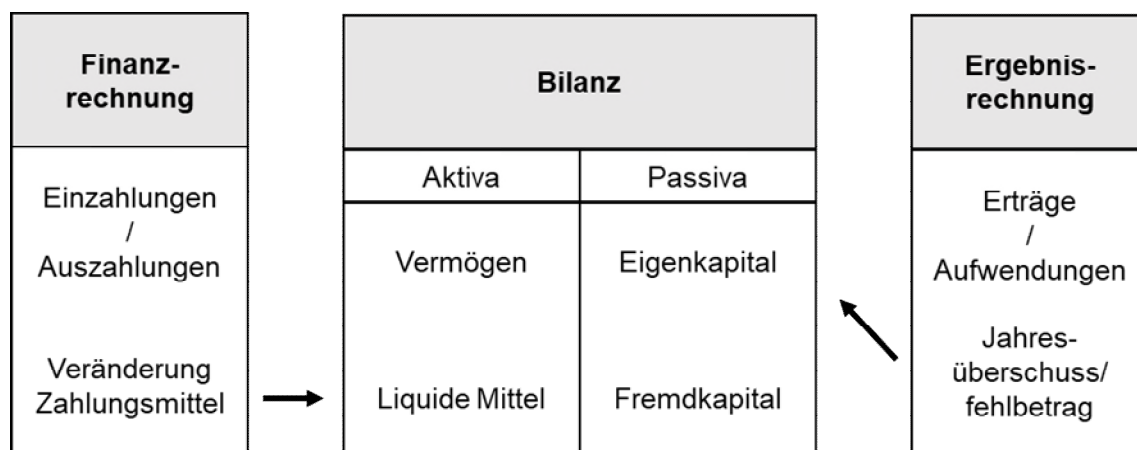 Finanz-
rechnung
Einzahlungen
/
Auszahlungen
Veränderung
Zahlungsmittel
Bilanz
Aktiva
Passiva
Vermögen
Eigenkapital
Liquide Mittel
Fremdkapital
Ergebnis-
rechnung
Erträge
/
Aufwendungen
Jahres-
überschuss/
fehlbetrag